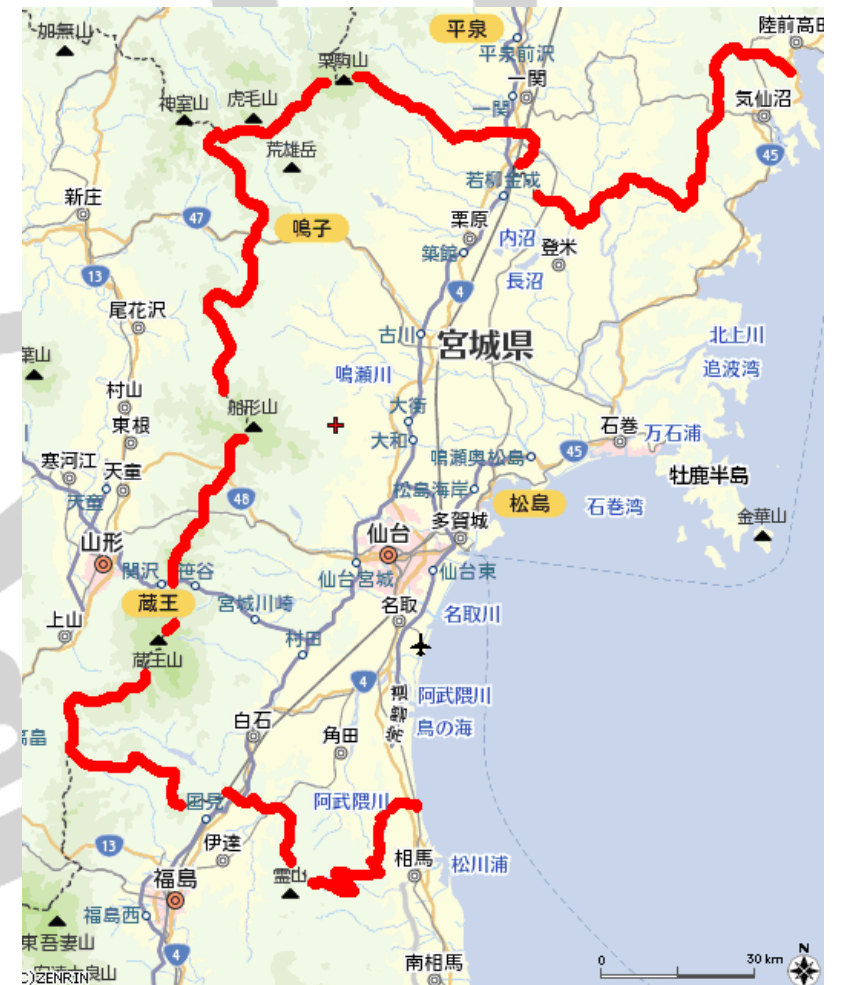 平泉
陸前高田
加無山
平泉前沢
栗駒山
一関
神室山
虎毛山
一関
気仙沼
荒雄岳
45
若柳金成
新庄
47
鳴子
栗原
内沼
登米
築館
13
長沼
4
尾花沢
古川
宮城県
北上川
追波湾
葉山
鳴瀬川
村山
船形山
大衡
東根
大和
石巻
万石浦
寒河江
天童
鳴瀬奥松島
45
牡鹿半島
天童
48
松島海岸
松島
石巻湾
金華山
山形
仙台
多賀城
関沢
笹谷
仙台宮城
仙台東
蔵王
宮城川崎
名取
名取川
上山
村田
蔵王山
4
阿武隈川
鳥の海
白石
角田
高畠
国見
阿武隈川
13
伊達
相馬
松川浦
福島
霊山
福島西
東吾妻山
4
南相馬
0
30 km
N
(C)ZENRIN
安達太良山